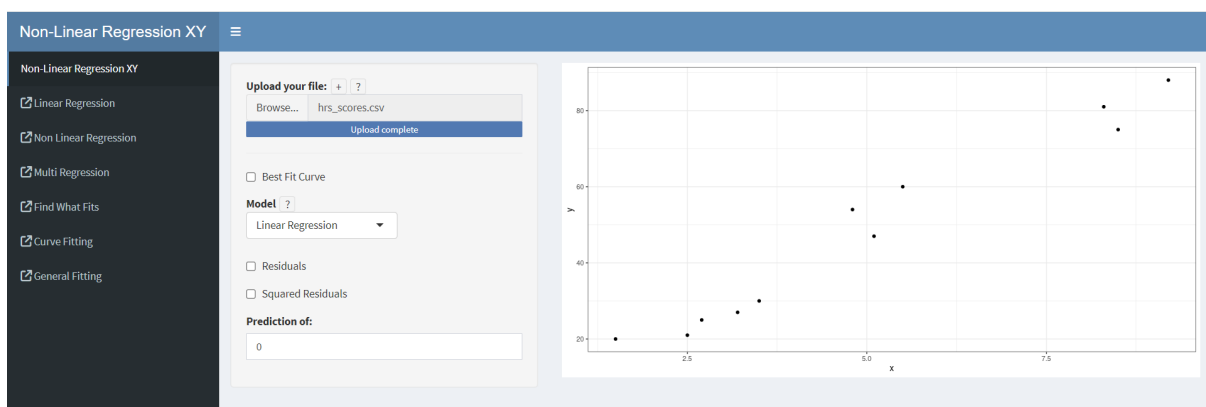 Non-Linear Regression XY
Non-Linear Regression XY
Linear Regression
Non Linear Regression
Multi Regression
Find What Fits
Curve Fitting
General Fitting
Upload your file: + ?
Browse... hrs_scores.csv
Upload complete
Best Fit Curve
Model ?
Linear Regression
Residuals
Squared Residuals
Prediction of:
0
80
60
y
40
20
2.5 5.0 7.5
x